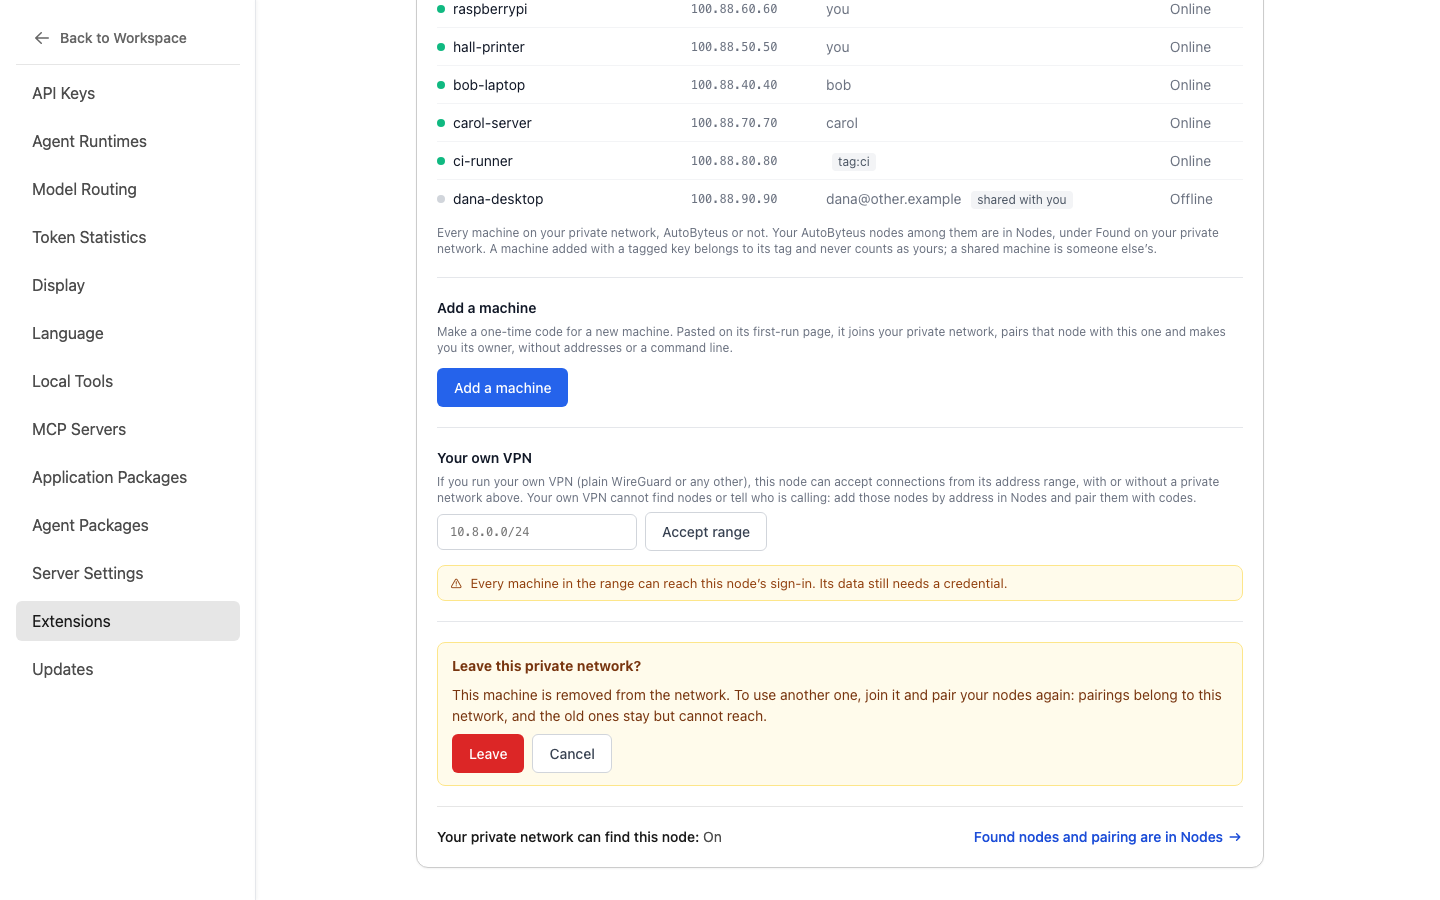 Back to Workspace
API Keys
Agent Runtimes
Model Routing
Token Statistics
Display
Language
Local Tools
MCP Servers
Application Packages
Agent Packages
Server Settings
Extensions
Updates
raspberrypi 100.88.60.60 you Online
hall-printer 100.88.50.50 you Online
bob-laptop 100.88.40.40 bob Online
carol-server 100.88.70.70 carol Online
ci-runner 100.88.80.80 tag:ci Online
dana-desktop 100.88.90.90 dana@other.example shared with you Offline
Every machine on your private network, AutoByteus or not. Your AutoByteus nodes among them are in Nodes, under Found on your private
network. A machine added with a tagged key belongs to its tag and never counts as yours; a shared machine is someone else’s.
Add a machine
Make a one-time code for a new machine. Pasted on its first-run page, it joins your private network, pairs that node with this one and makes
you its owner, without addresses or a command line.
Add a machine
Your own VPN
If you run your own VPN (plain WireGuard or any other), this node can accept connections from its address range, with or without a private
network above. Your own VPN cannot find nodes or tell who is calling: add those nodes by address in Nodes and pair them with codes.
10.8.0.0/24 Accept range
Every machine in the range can reach this node’s sign-in. Its data still needs a credential.
Leave this private network?
This machine is removed from the network. To use another one, join it and pair your nodes again: pairings belong to this
network, and the old ones stay but cannot reach.
Leave Cancel
Your private network can find this node: On Found nodes and pairing are in Nodes →